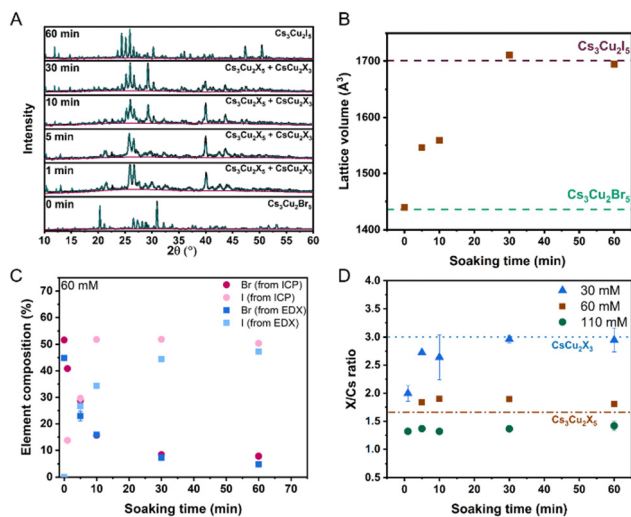 A
60 min
Cs3Cu2I5
30 min
Cs3Cu2X5 + CsCu2X3
10 min
Cs3Cu2X5 + CsCu2X3
5 min
Cs3Cu2X5 + CsCu2X3
1 min
Cs3Cu2X5 + CsCu2X3
0 min
Cs3Cu2Br5
Intensity
10 15 20 25 30 35 40 45 50 55 60
2θ (°)
B
Cs3Cu2I5
Cs3Cu2Br5
1700
1600
1500
1400
Lattice volume (Å3)
0 10 20 30 40 50 60
Soaking time (min)
C
60 mM
Br (from ICP)
I (from ICP)
Br (from EDX)
I (from EDX)
80
70
60
50
40
30
20
10
0
Element composition (%)
0 10 20 30 40 50 60 70
Soaking time (min)
D
30 mM
60 mM
110 mM
CsCu2X3
Cs3Cu2X5
4.0
3.5
3.0
2.5
2.0
1.5
1.0
0.5
X/Cs ratio
0 10 20 30 40 50 60
Soaking time (min)